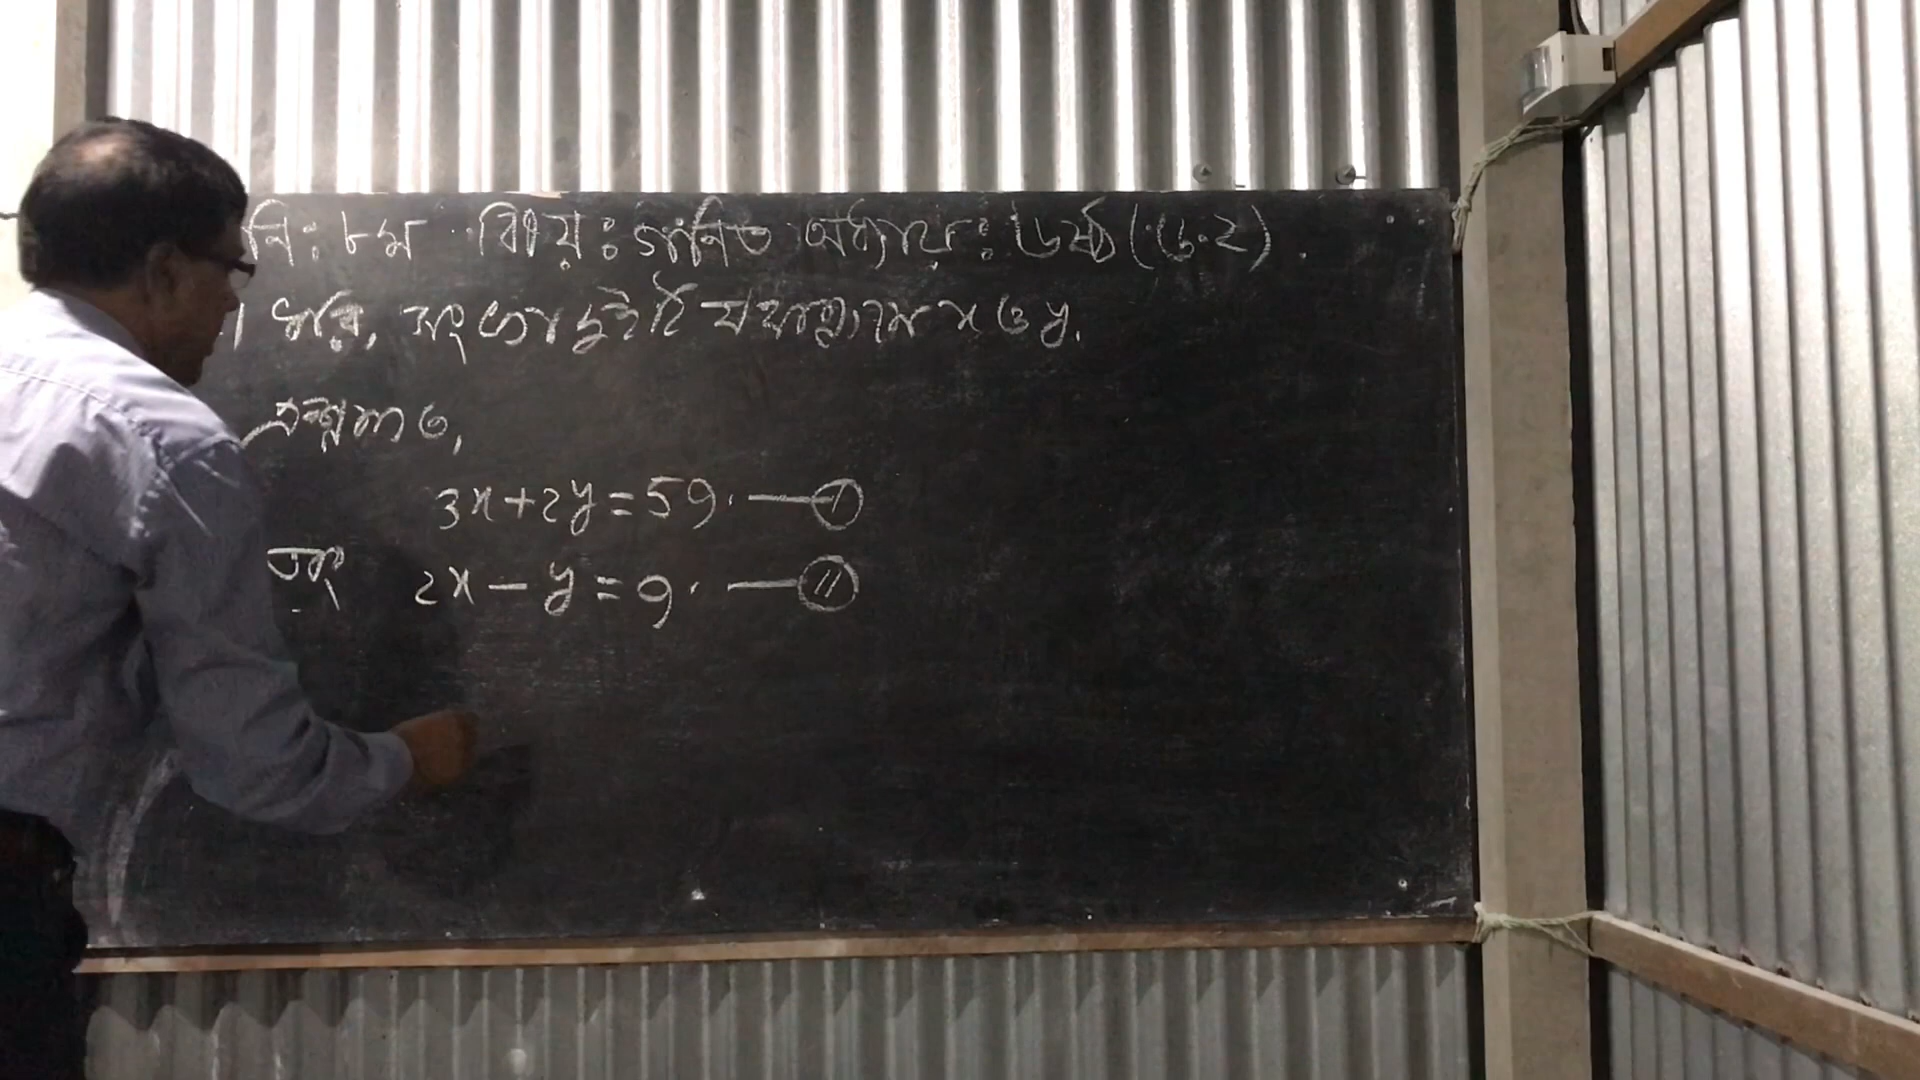 নি: ৮ম বিষয়: গণিত অধ্যায়: ৬ষ্ঠ (৬.২).
। ধরি, সংখ্যা দুইটি যথাক্রমে x ও y.
প্রশ্নমতে,
3x+2y=59. —(i)
এবং 2x-y=9. —(ii)